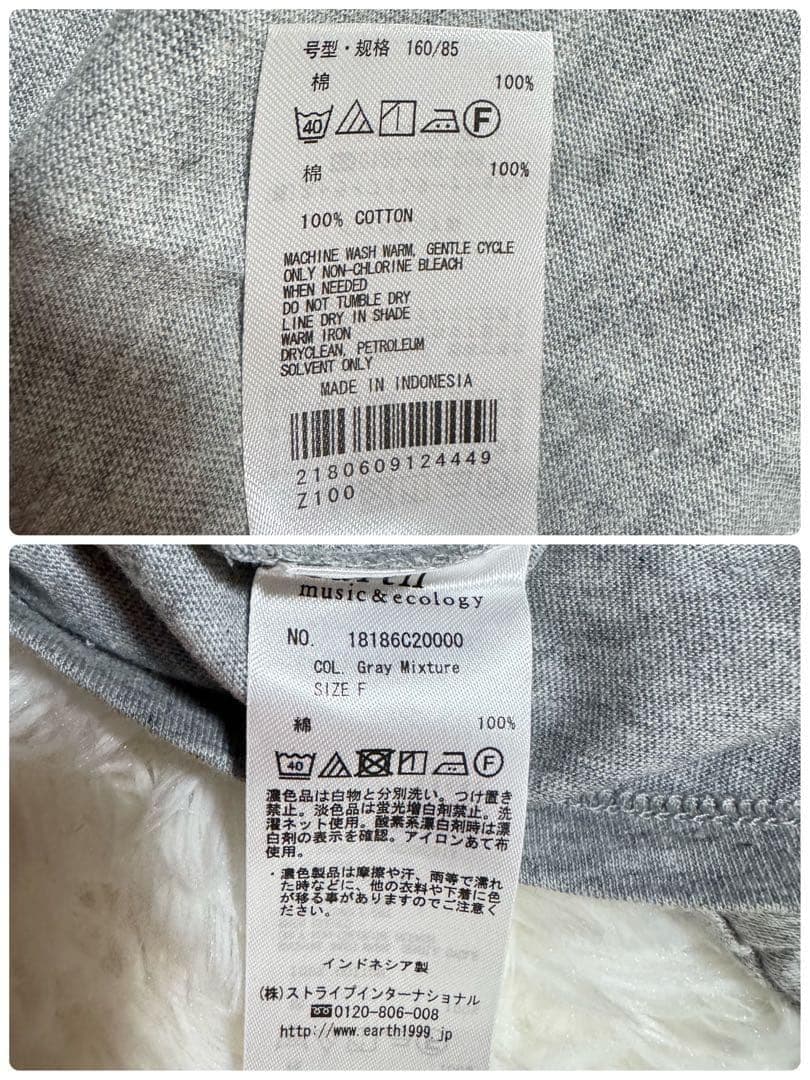 号型・规格 160/85
棉 100%
40 F
棉 100%
100% COTTON
MACHINE WASH WARM, GENTLE CYCLE
ONLY NON-CHLORINE BLEACH
WHEN NEEDED
DO NOT TUMBLE DRY
LINE DRY IN SHADE
WARM IRON
DRYCLEAN, PETROLEUM
SOLVENT ONLY
MADE IN INDONESIA
2180609124449
Z100
music&ecology
NO. 18186C20000
COL. Gray Mixture
SIZE F
綿 100%
40 F
濃色品は白物と分別洗い。つけ置き
禁止。淡色品は蛍光増白剤禁止。洗
濯ネット使用。酸素系漂白剤時は漂
白剤の表示を確認。アイロンあて布
使用。
・濃色製品は摩擦や汗、雨等で濡れ
た時などに、他の衣料や下着に色
が移る事がありますのでご注意く
ださい。
インドネシア製
(株)ストライプインターナショナル
0120-806-008
http://www.earth1999.jp